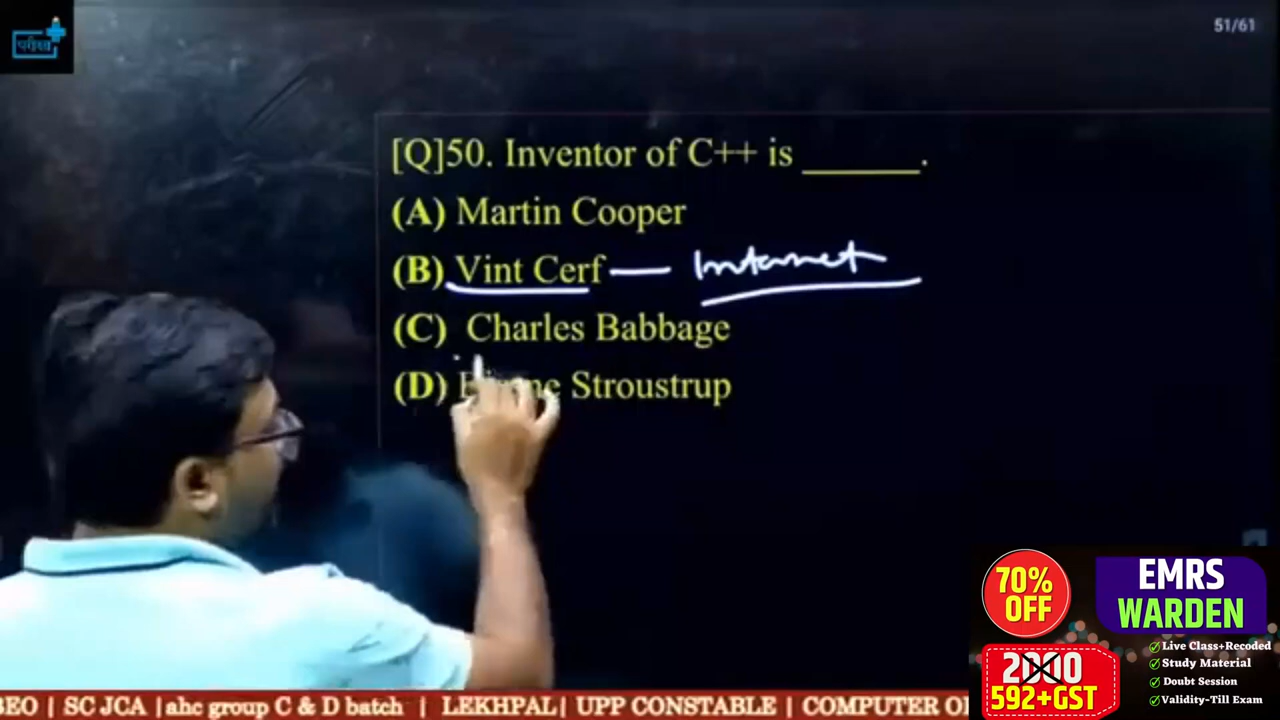 परीक्षा
51/61
[Q]50. Inventor of C++ is ______.
(A) Martin Cooper
(B) Vint Cerf — Internet
(C) Charles Babbage
(D) Stroustrup
70% OFF
EMRS
WARDEN
2000
592+GST
Live Class+Recoded
Study Material
Doubt Session
Validity-Till Exam
BEO | SC JCA |ahc group C & D batch | LEKHPAL| UPP CONSTABLE | COMPUTER